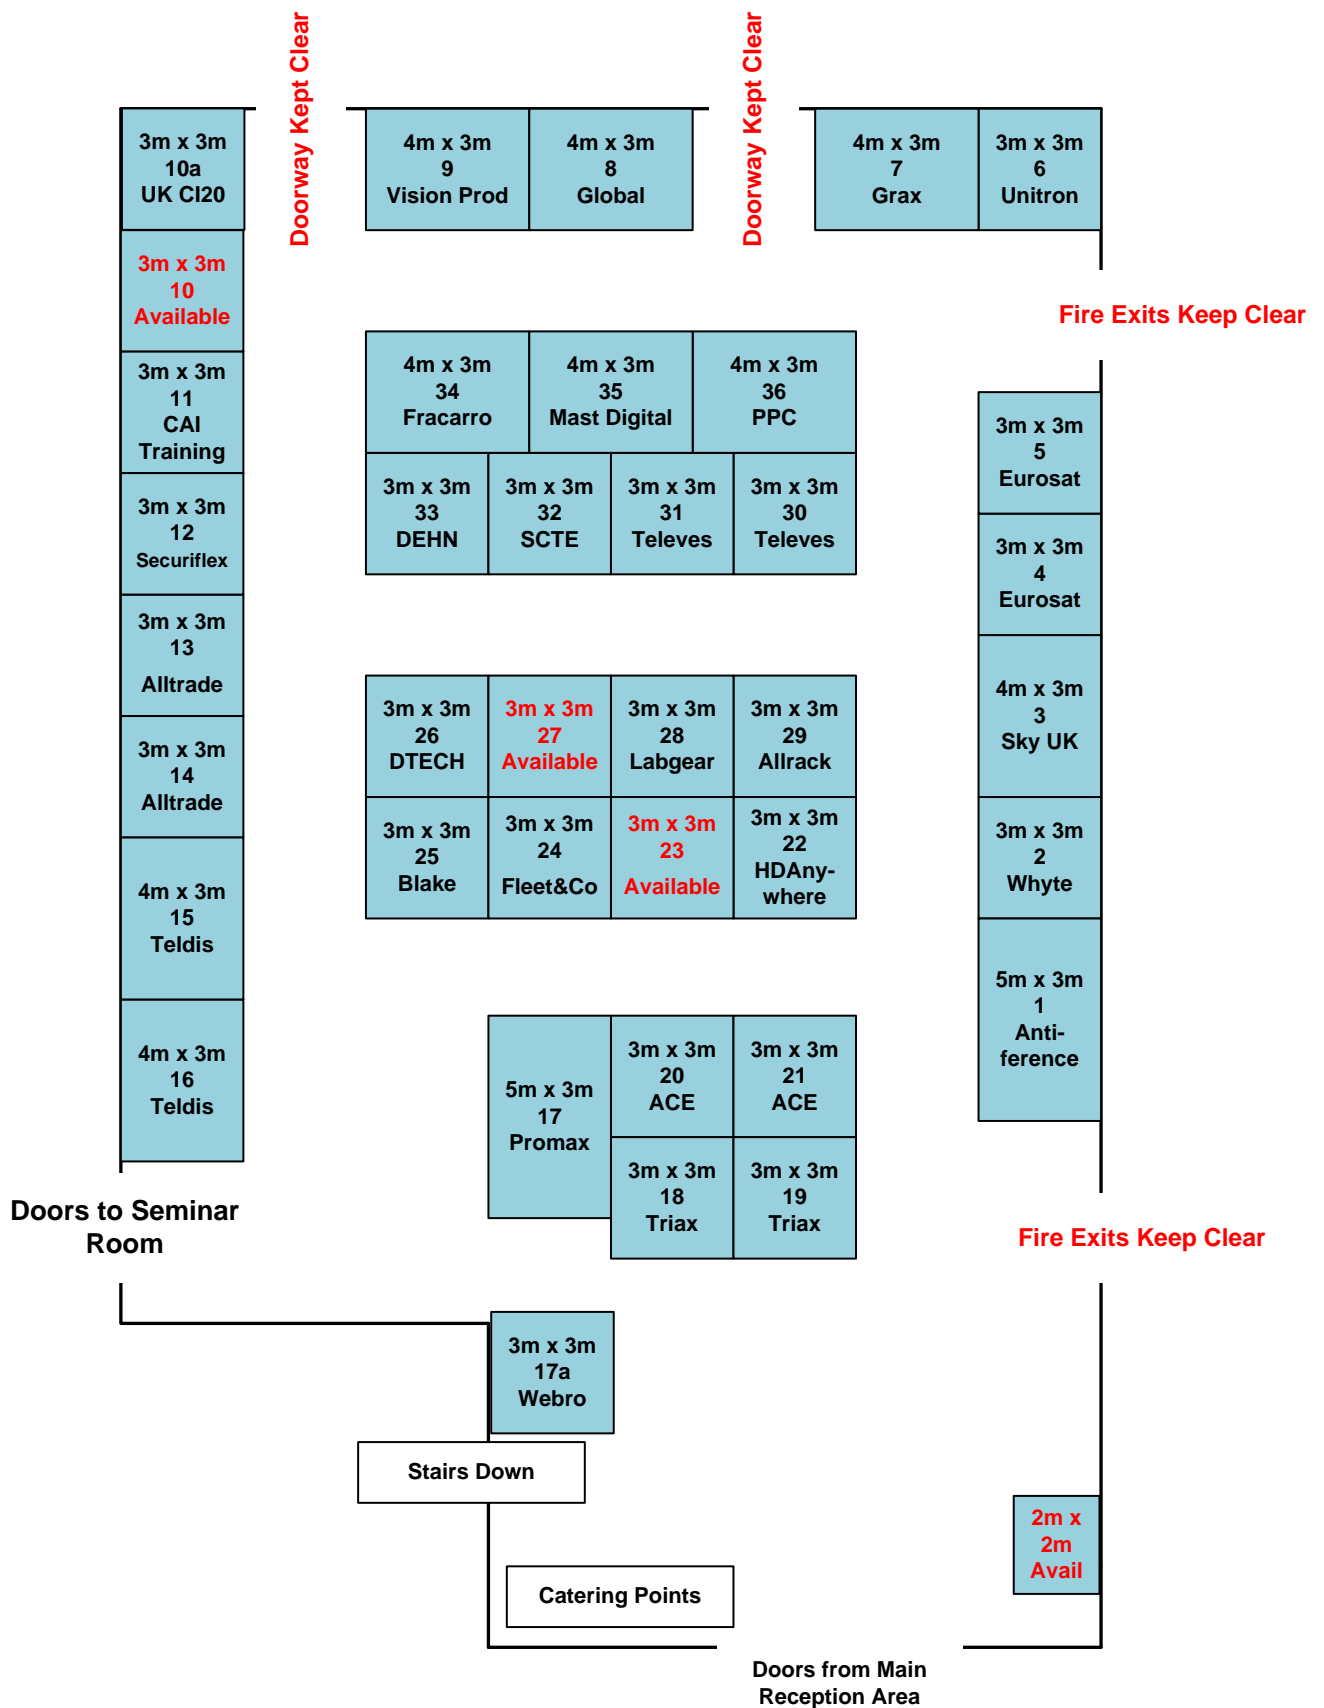 Doorway Kept Clear
Doorway Kept Clear
3m x 3m
10a
UK CI20
4m x 3m
9
Vision Prod
4m x 3m
8
Global
4m x 3m
7
Grax
3m x 3m
6
Unitron
3m x 3m
10
Available
Fire Exits Keep Clear
3m x 3m
11
CAI
Training
4m x 3m
34
Fracarro
4m x 3m
35
Mast Digital
4m x 3m
36
PPC
3m x 3m
5
Eurosat
3m x 3m
12
Securiflex
3m x 3m
33
DEHN
3m x 3m
32
SCTE
3m x 3m
31
Televes
3m x 3m
30
Televes
3m x 3m
4
Eurosat
3m x 3m
13
Alltrade
4m x 3m
3
Sky UK
3m x 3m
14
Alltrade
3m x 3m
26
DTECH
3m x 3m
27
Available
3m x 3m
28
Labgear
3m x 3m
29
Allrack
3m x 3m
25
Blake
3m x 3m
24
Fleet&Co
3m x 3m
23
Available
3m x 3m
22
HDAny-
where
3m x 3m
2
Whyte
4m x 3m
15
Teldis
5m x 3m
1
Anti-
ference
4m x 3m
16
Teldis
5m x 3m
17
Promax
3m x 3m
20
ACE
3m x 3m
21
ACE
3m x 3m
18
Triax
3m x 3m
19
Triax
Doors to Seminar
Room
Fire Exits Keep Clear
3m x 3m
17a
Webro
Stairs Down
2m x
2m
Avail
Catering Points
Doors from Main
Reception Area